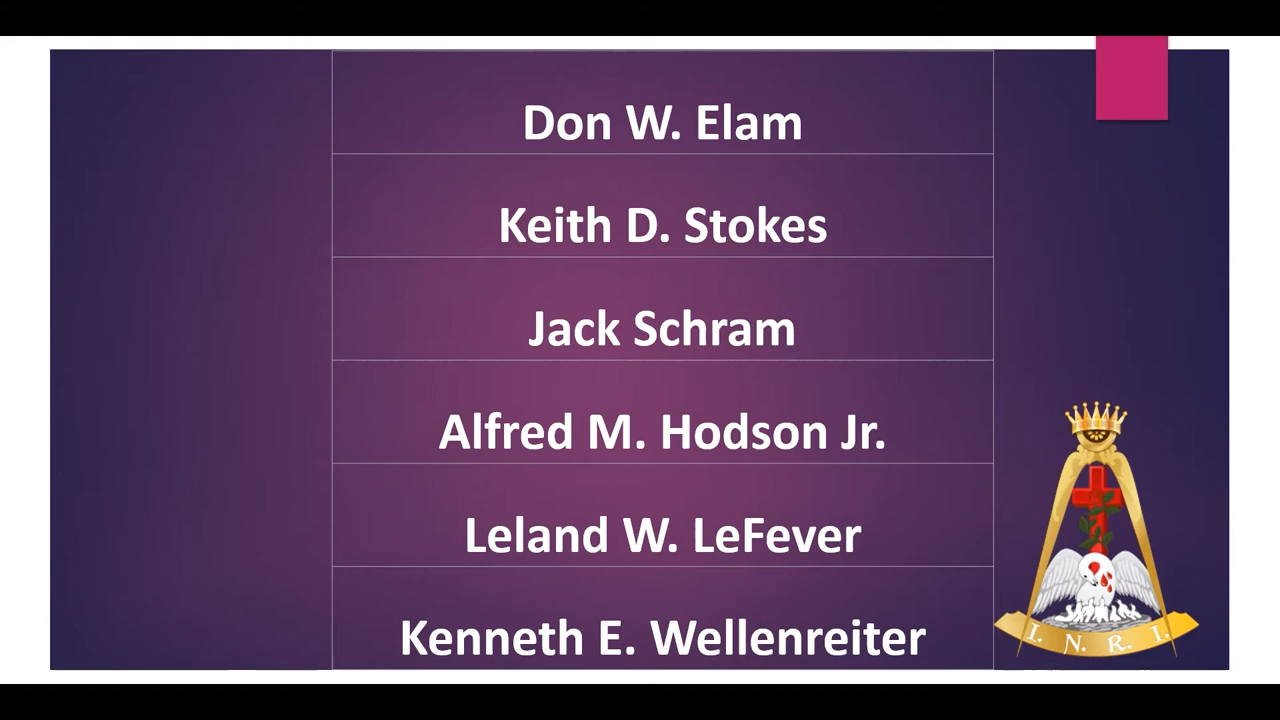 Don W. Elam
Keith D. Stokes
Jack Schram
Alfred M. Hodson Jr.
Leland W. LeFever
Kenneth E. Wellenreiter
I. N. R. I.